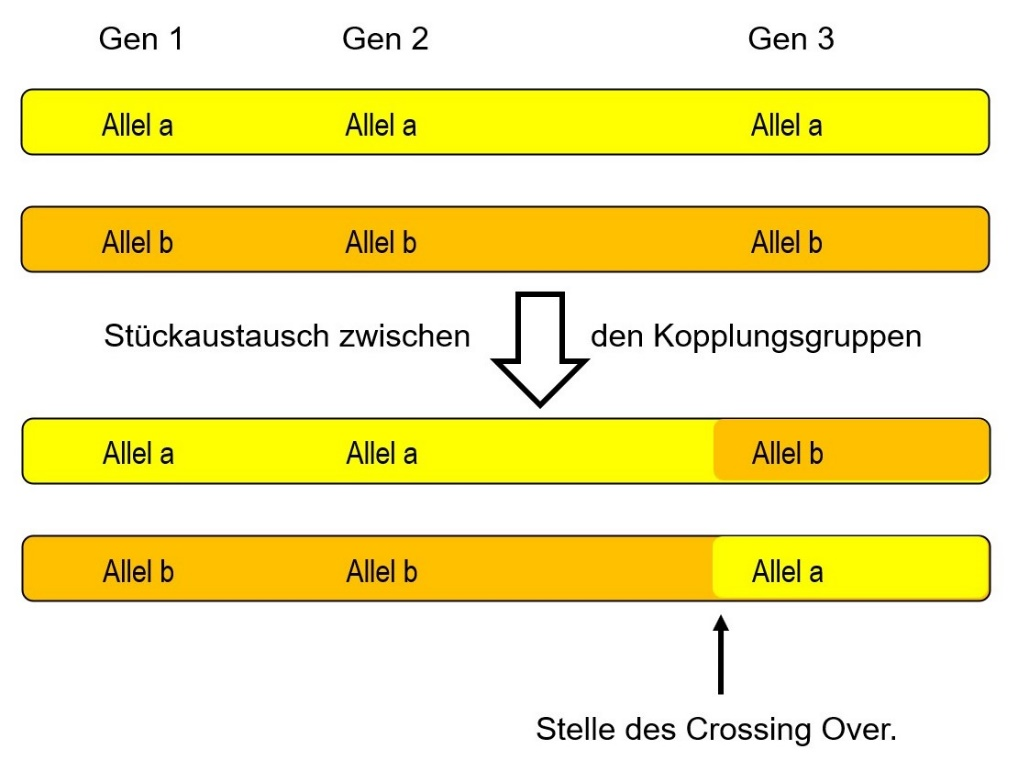 Gen 1 Gen 2 Gen 3
Allel a Allel a Allel a
Allel b Allel b Allel b
Stückaustausch zwischen den Kopplungsgruppen
Allel a Allel a Allel b
Allel b Allel b Allel a
Stelle des Crossing Over.